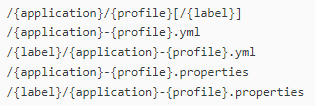 /{application}/{profile}[/{label}]
/{application}-{profile}.yml
/{label}/{application}-{profile}.yml
/{application}-{profile}.properties
/{label}/{application}-{profile}.properties